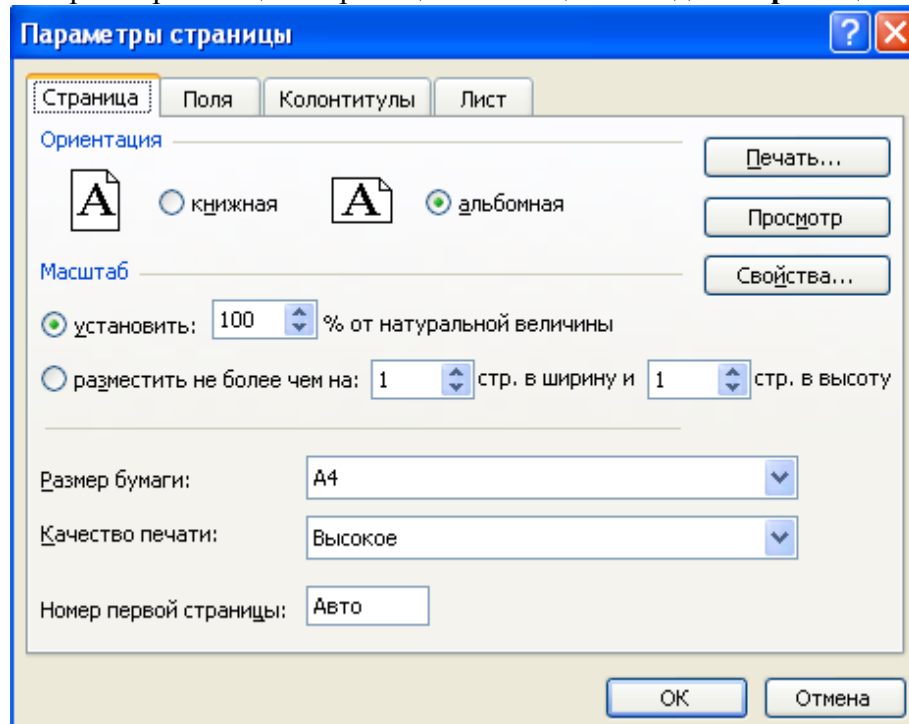 Параметры страницы
Страница Поля Колонтитулы Лист
Ориентация
Печать...
A книжная A альбомная
Просмотр
Масштаб
Свойства...
установить: 100 % от натуральной величины
разместить не более чем на: 1 стр. в ширину и 1 стр. в высоту
Размер бумаги: A4
Качество печати: Высокое
Номер первой страницы: Авто
ОК Отмена